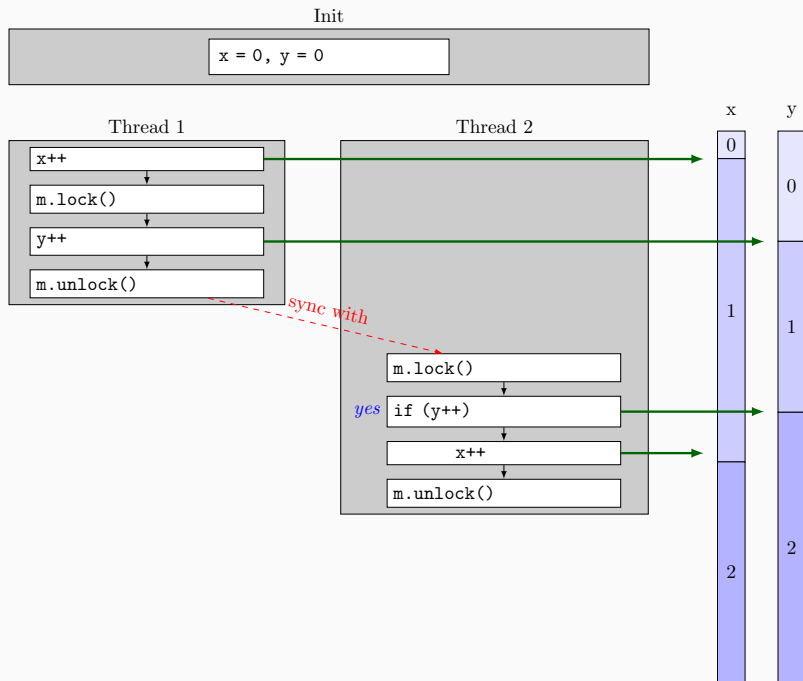 Init
x = 0, y = 0
x y
Thread 1 Thread 2
x++
m.lock()
y++
m.unlock()
sync with
m.lock()
yes if (y++)
x++
m.unlock()
0
1
2
0
1
2